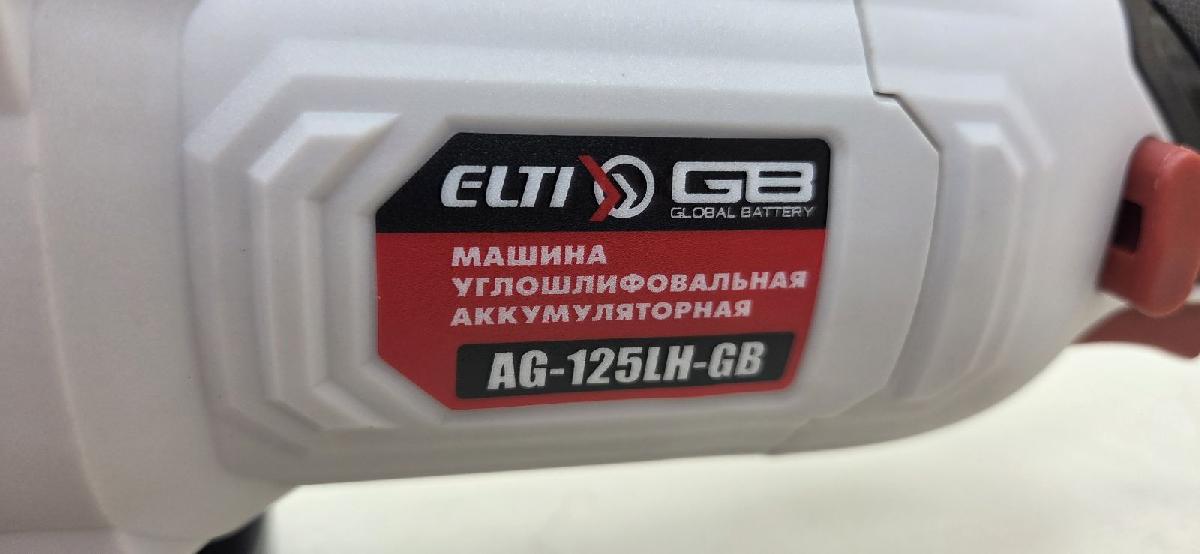 ELTI GB
GLOBAL BATTERY
МАШИНА
УГЛОШЛИФОВАЛЬНАЯ
АККУМУЛЯТОРНАЯ
AG-125LH-GB